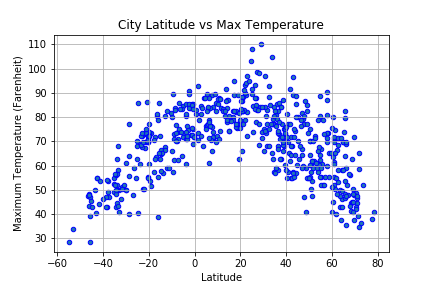 City Latitude vs Max Temperature
Maximum Temperature (Farenheit)
110
100
90
80
70
60
50
40
30
−60 −40 −20 0 20 40 60 80
Latitude